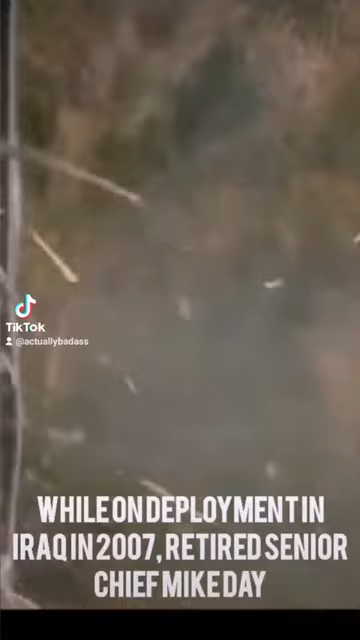 TikTok
@actuallybadass
WHILE ON DEPLOYMENT IN
IRAQ IN 2007, RETIRED SENIOR
CHIEF MIKE DAY